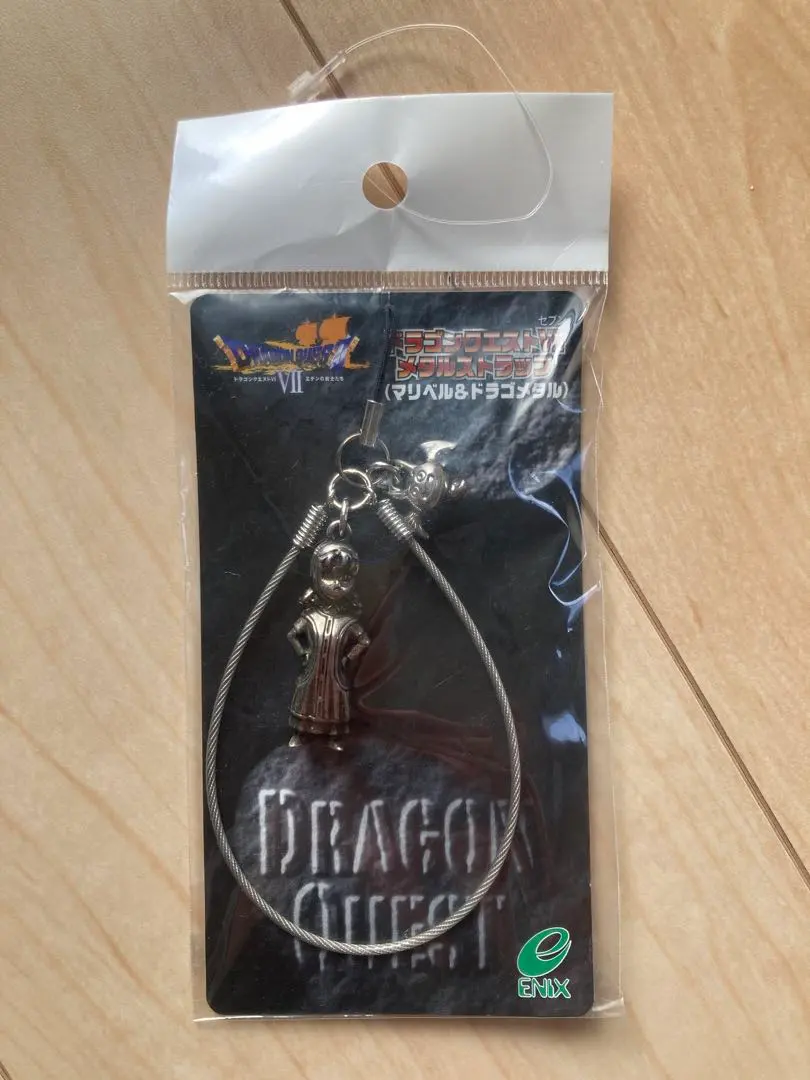 DRAGON QUEST
VII
ドラゴンクエストVII エデンの戦士たち
セブン
ドラゴンクエストVII
メタルストラップ
(マリベル&ドラゴメタル)
DRAGON
QUEST
ENIX